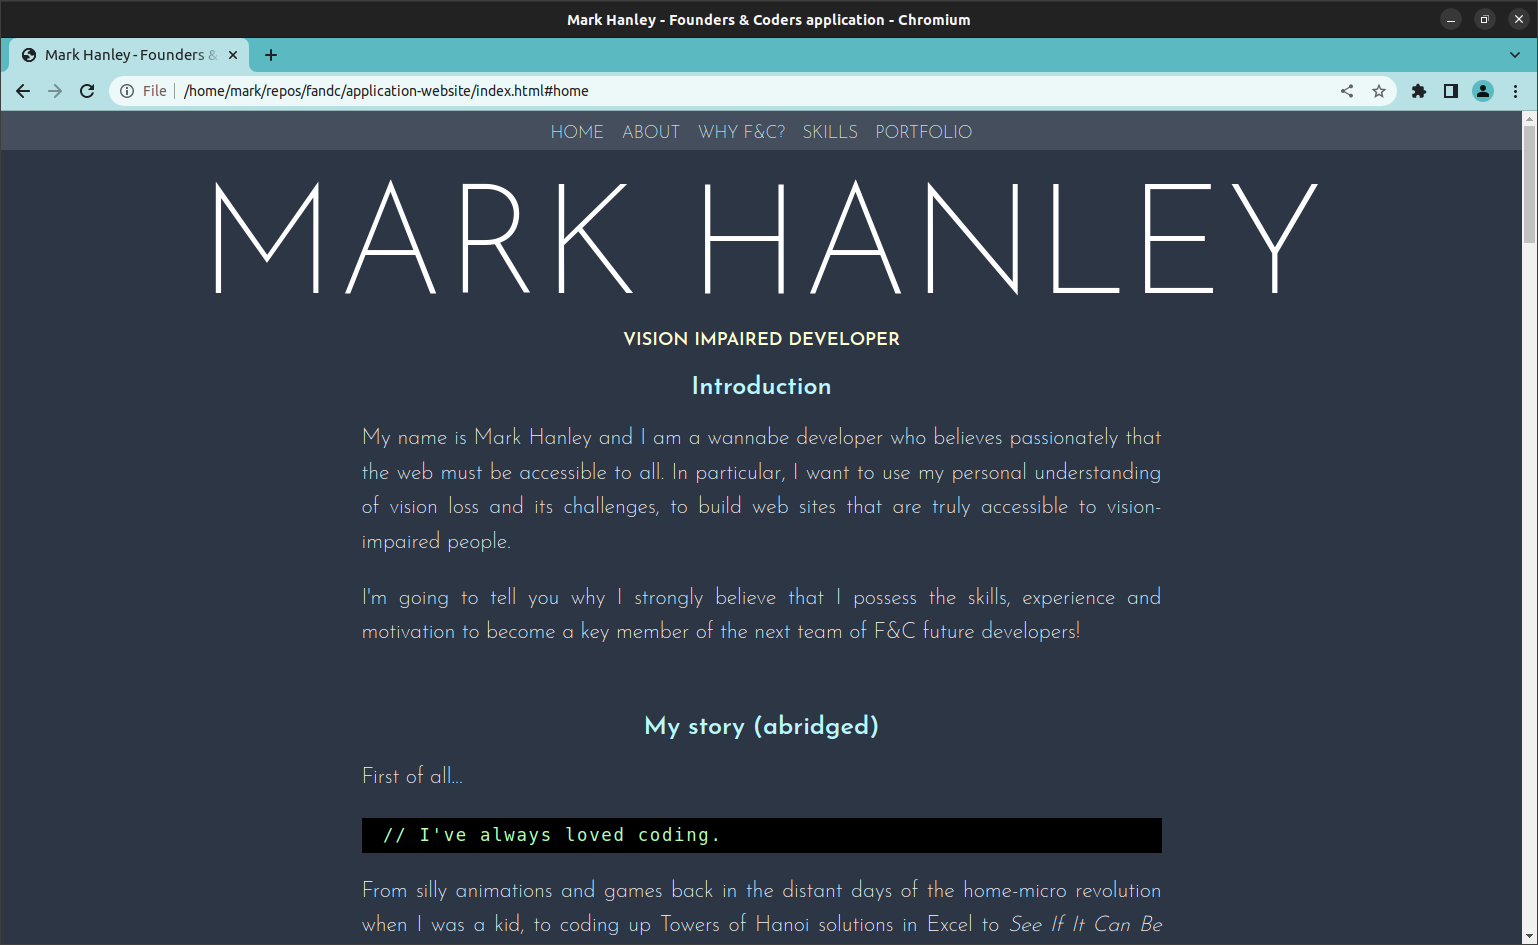 Mark Hanley - Founders & Coders application - Chromium
Mark Hanley - Founders &
File /home/mark/repos/fandc/application-website/index.html#home
HOME ABOUT WHY F&C? SKILLS PORTFOLIO
MARK HANLEY
VISION IMPAIRED DEVELOPER
Introduction
My name is Mark Hanley and I am a wannabe developer who believes passionately that
the web must be accessible to all. In particular, I want to use my personal understanding
of vision loss and its challenges, to build web sites that are truly accessible to vision-
impaired people.
I'm going to tell you why I strongly believe that I possess the skills, experience and
motivation to become a key member of the next team of F&C future developers!
My story (abridged)
First of all...
// I've always loved coding.
From silly animations and games back in the distant days of the home-micro revolution
when I was a kid, to coding up Towers of Hanoi solutions in Excel to See If It Can Be